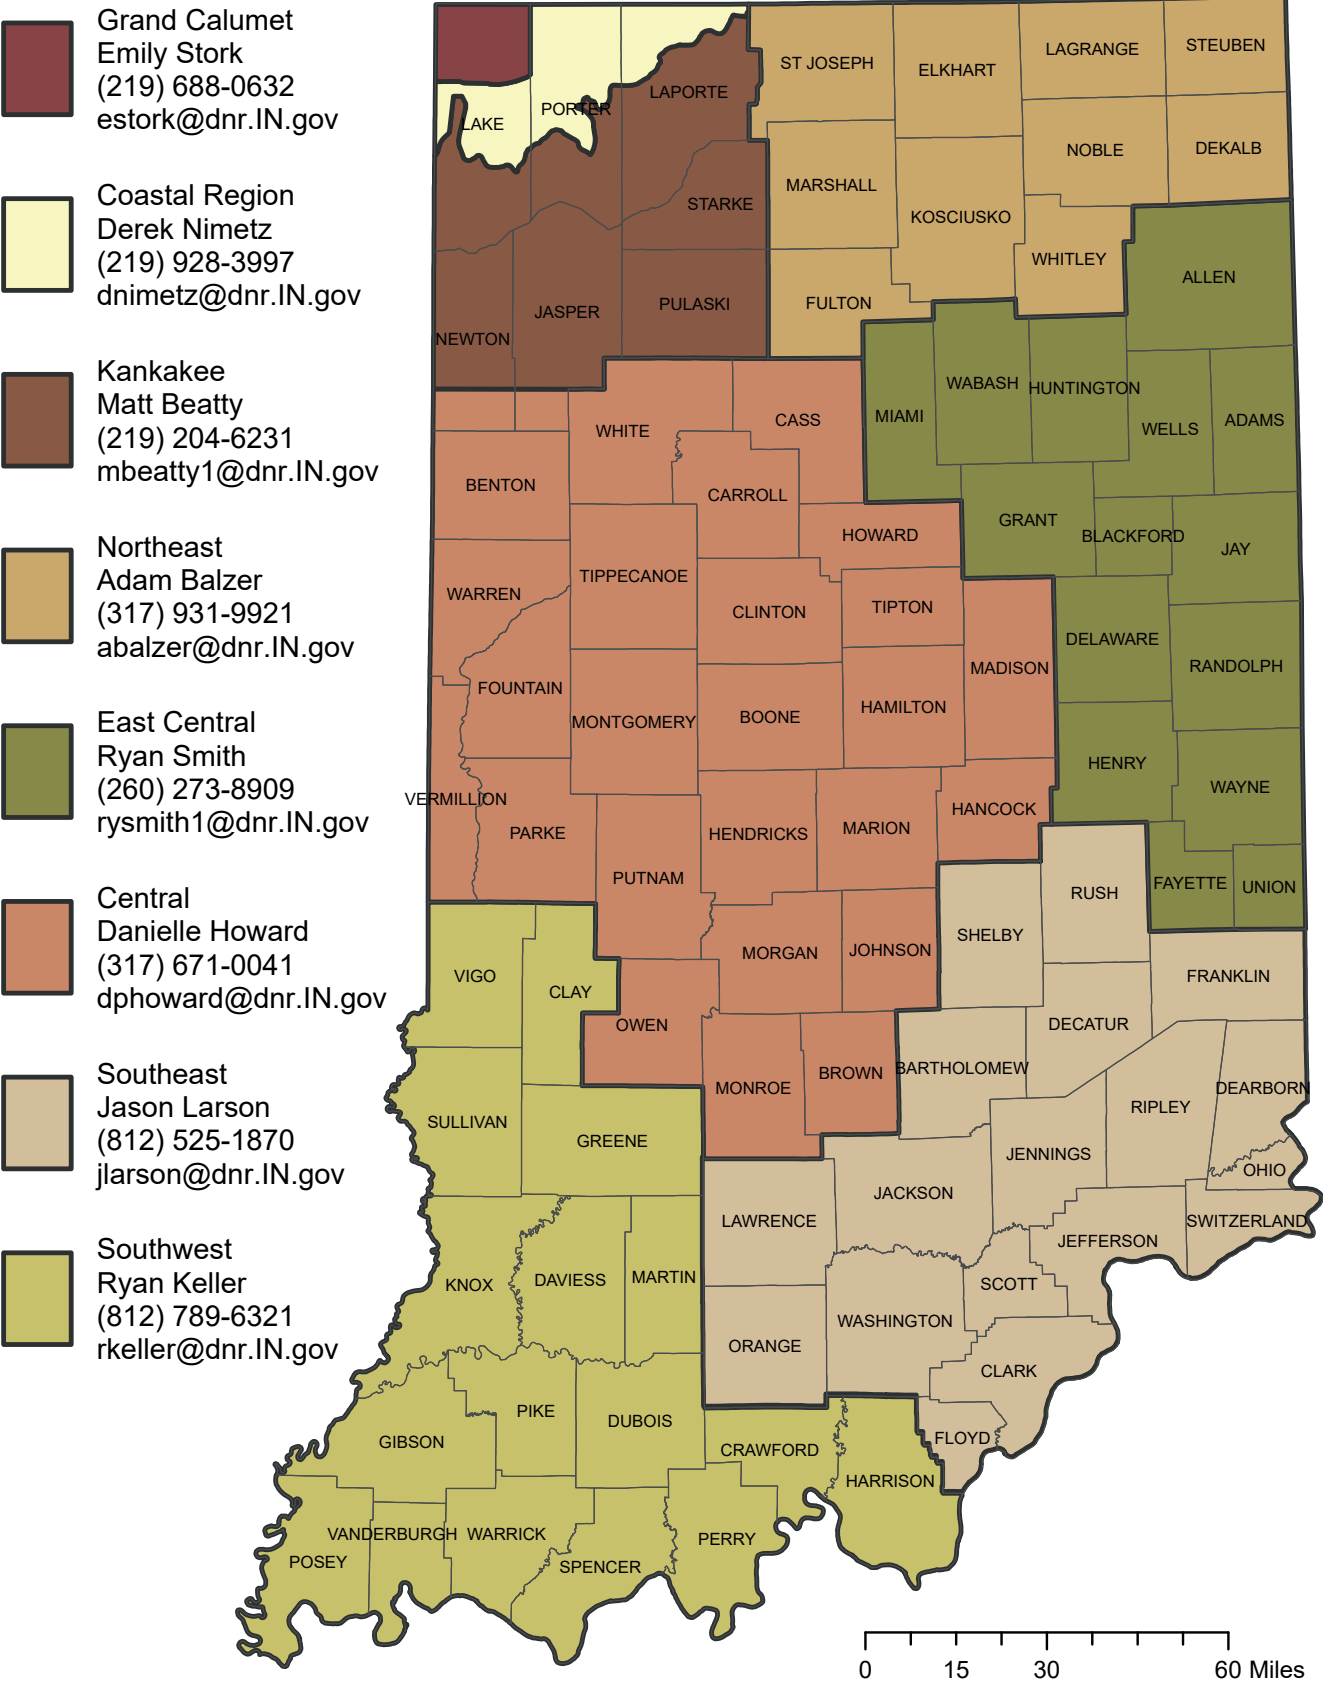 Grand Calumet
Emily Stork
(219) 688-0632
estork@dnr.IN.gov
Coastal Region
Derek Nimetz
(219) 928-3997
dnimetz@dnr.IN.gov
Kankakee
Matt Beatty
(219) 204-6231
mbeatty1@dnr.IN.gov
Northeast
Adam Balzer
(317) 931-9921
abalzer@dnr.IN.gov
East Central
Ryan Smith
(260) 273-8909
rysmith1@dnr.IN.gov
Central
Danielle Howard
(317) 671-0041
dphoward@dnr.IN.gov
Southeast
Jason Larson
(812) 525-1870
jlarson@dnr.IN.gov
Southwest
Ryan Keller
(812) 789-6321
rkeller@dnr.IN.gov
LAKE
PORTER
LAPORTE
ST JOSEPH
ELKHART
LAGRANGE
STEUBEN
NOBLE
DEKALB
MARSHALL
STARKE
KOSCIUSKO
WHITLEY
ALLEN
NEWTON
JASPER
PULASKI
FULTON
MIAMI
WABASH
HUNTINGTON
WELLS
ADAMS
WHITE
CASS
BENTON
CARROLL
HOWARD
GRANT
BLACKFORD
JAY
WARREN
TIPPECANOE
CLINTON
TIPTON
MADISON
DELAWARE
RANDOLPH
FOUNTAIN
MONTGOMERY
BOONE
HAMILTON
HENRY
WAYNE
VERMILLION
PARKE
PUTNAM
HENDRICKS
MARION
HANCOCK
RUSH
FAYETTE
UNION
VIGO
CLAY
OWEN
MORGAN
JOHNSON
SHELBY
DECATUR
FRANKLIN
SULLIVAN
GREENE
MONROE
BROWN
BARTHOLOMEW
JENNINGS
RIPLEY
DEARBORN
OHIO
KNOX
DAVIESS
MARTIN
LAWRENCE
JACKSON
JEFFERSON
SWITZERLAND
SCOTT
ORANGE
WASHINGTON
CLARK
GIBSON
PIKE
DUBOIS
CRAWFORD
HARRISON
FLOYD
POSEY
VANDERBURGH
WARRICK
SPENCER
PERRY
0 15 30 60 Miles